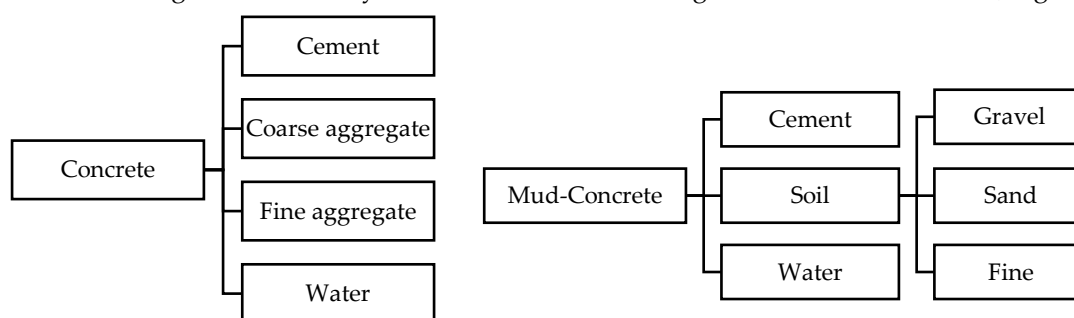 Cement
Coarse aggregate
Concrete
Fine aggregate
Water
Cement
Gravel
Mud-Concrete
Soil
Sand
Water
Fine